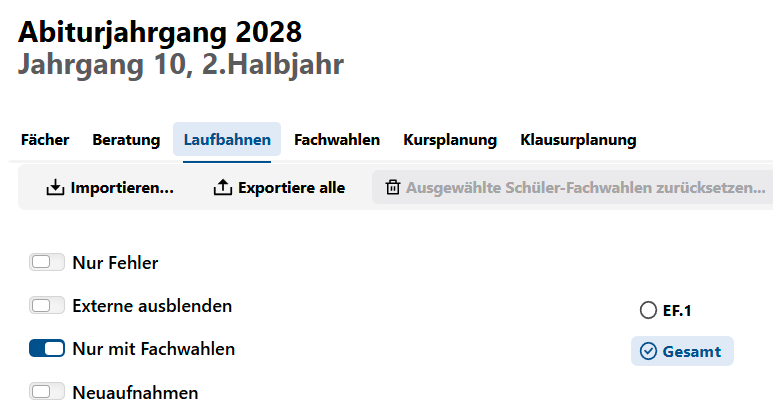 Abiturjahrgang 2028
Jahrgang 10, 2.Halbjahr
Fächer Beratung Laufbahnen Fachwahlen Kursplanung Klausurplanung
Importieren... Exportiere alle Ausgewählte Schüler-Fachwahlen zurücksetzen...
Nur Fehler
Externe ausblenden
EF.1
Nur mit Fachwahlen
Gesamt
Neuaufnahmen